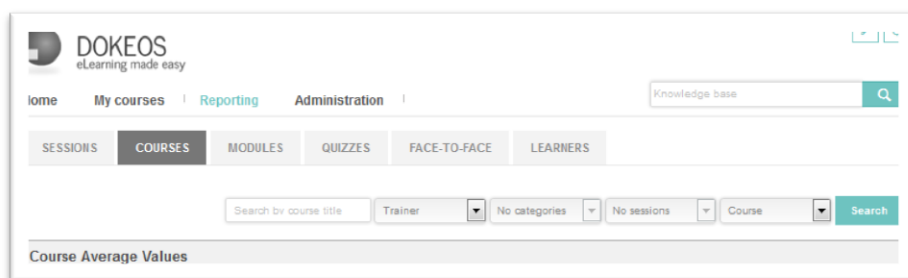 DOKEOS
eLearning made easy
ome My courses Reporting Administration
Knowledge base
SESSIONS COURSES MODULES QUIZZES FACE-TO-FACE LEARNERS
Search by course title Trainer No categories No sessions Course Search
Course Average Values